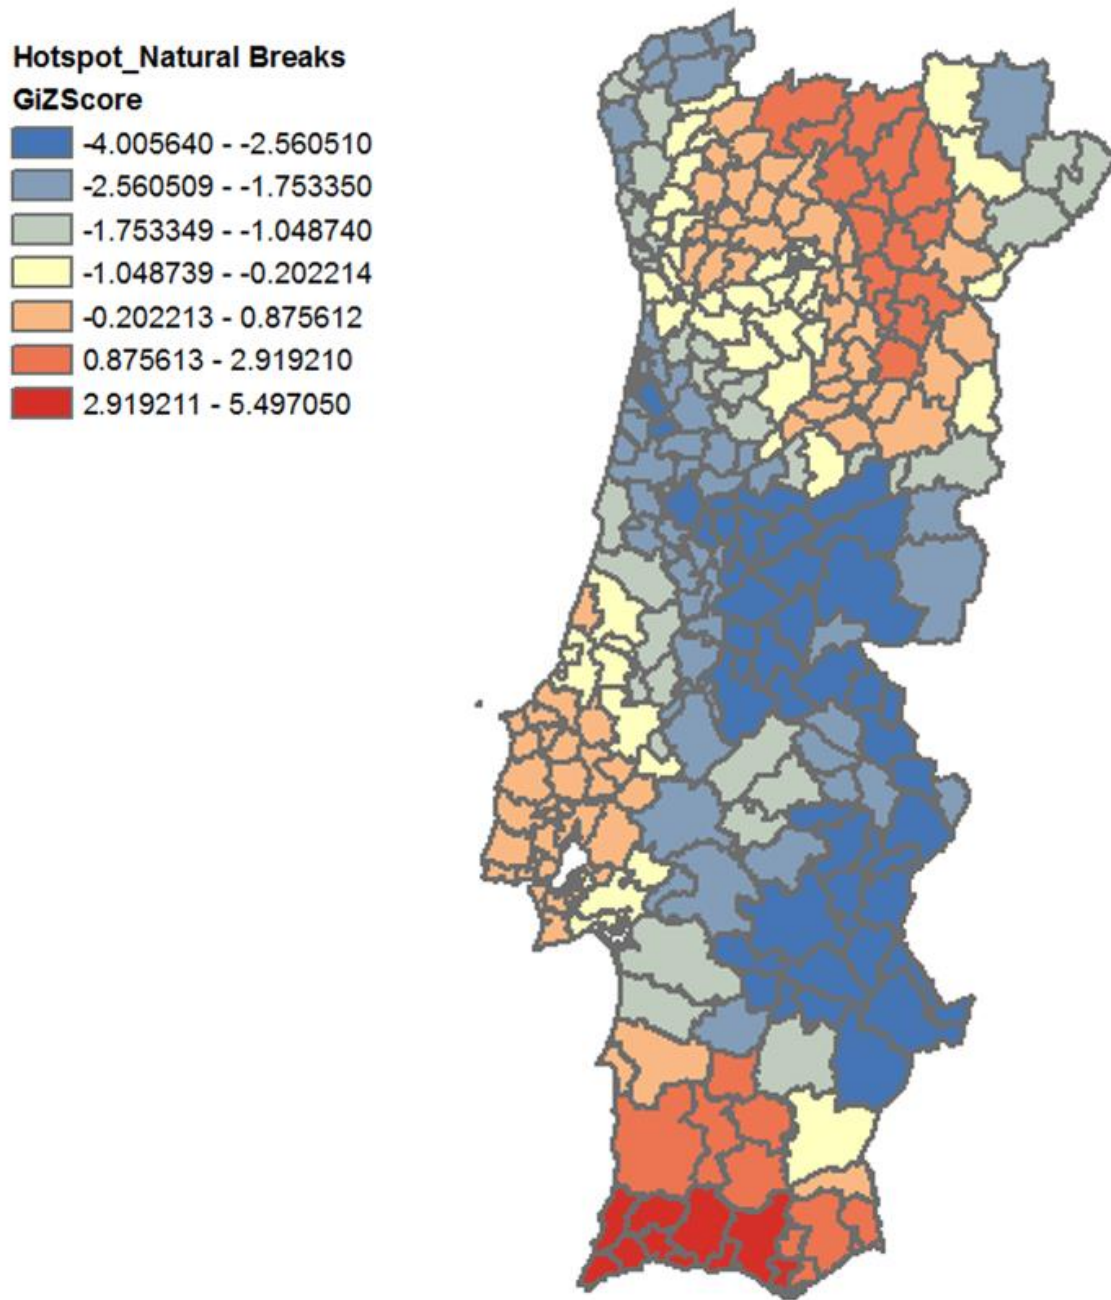 Hotspot_Natural Breaks
GiZScore
-4.005640 - -2.560510
-2.560509 - -1.753350
-1.753349 - -1.048740
-1.048739 - -0.202214
-0.202213 - 0.875612
0.875613 - 2.919210
2.919211 - 5.497050